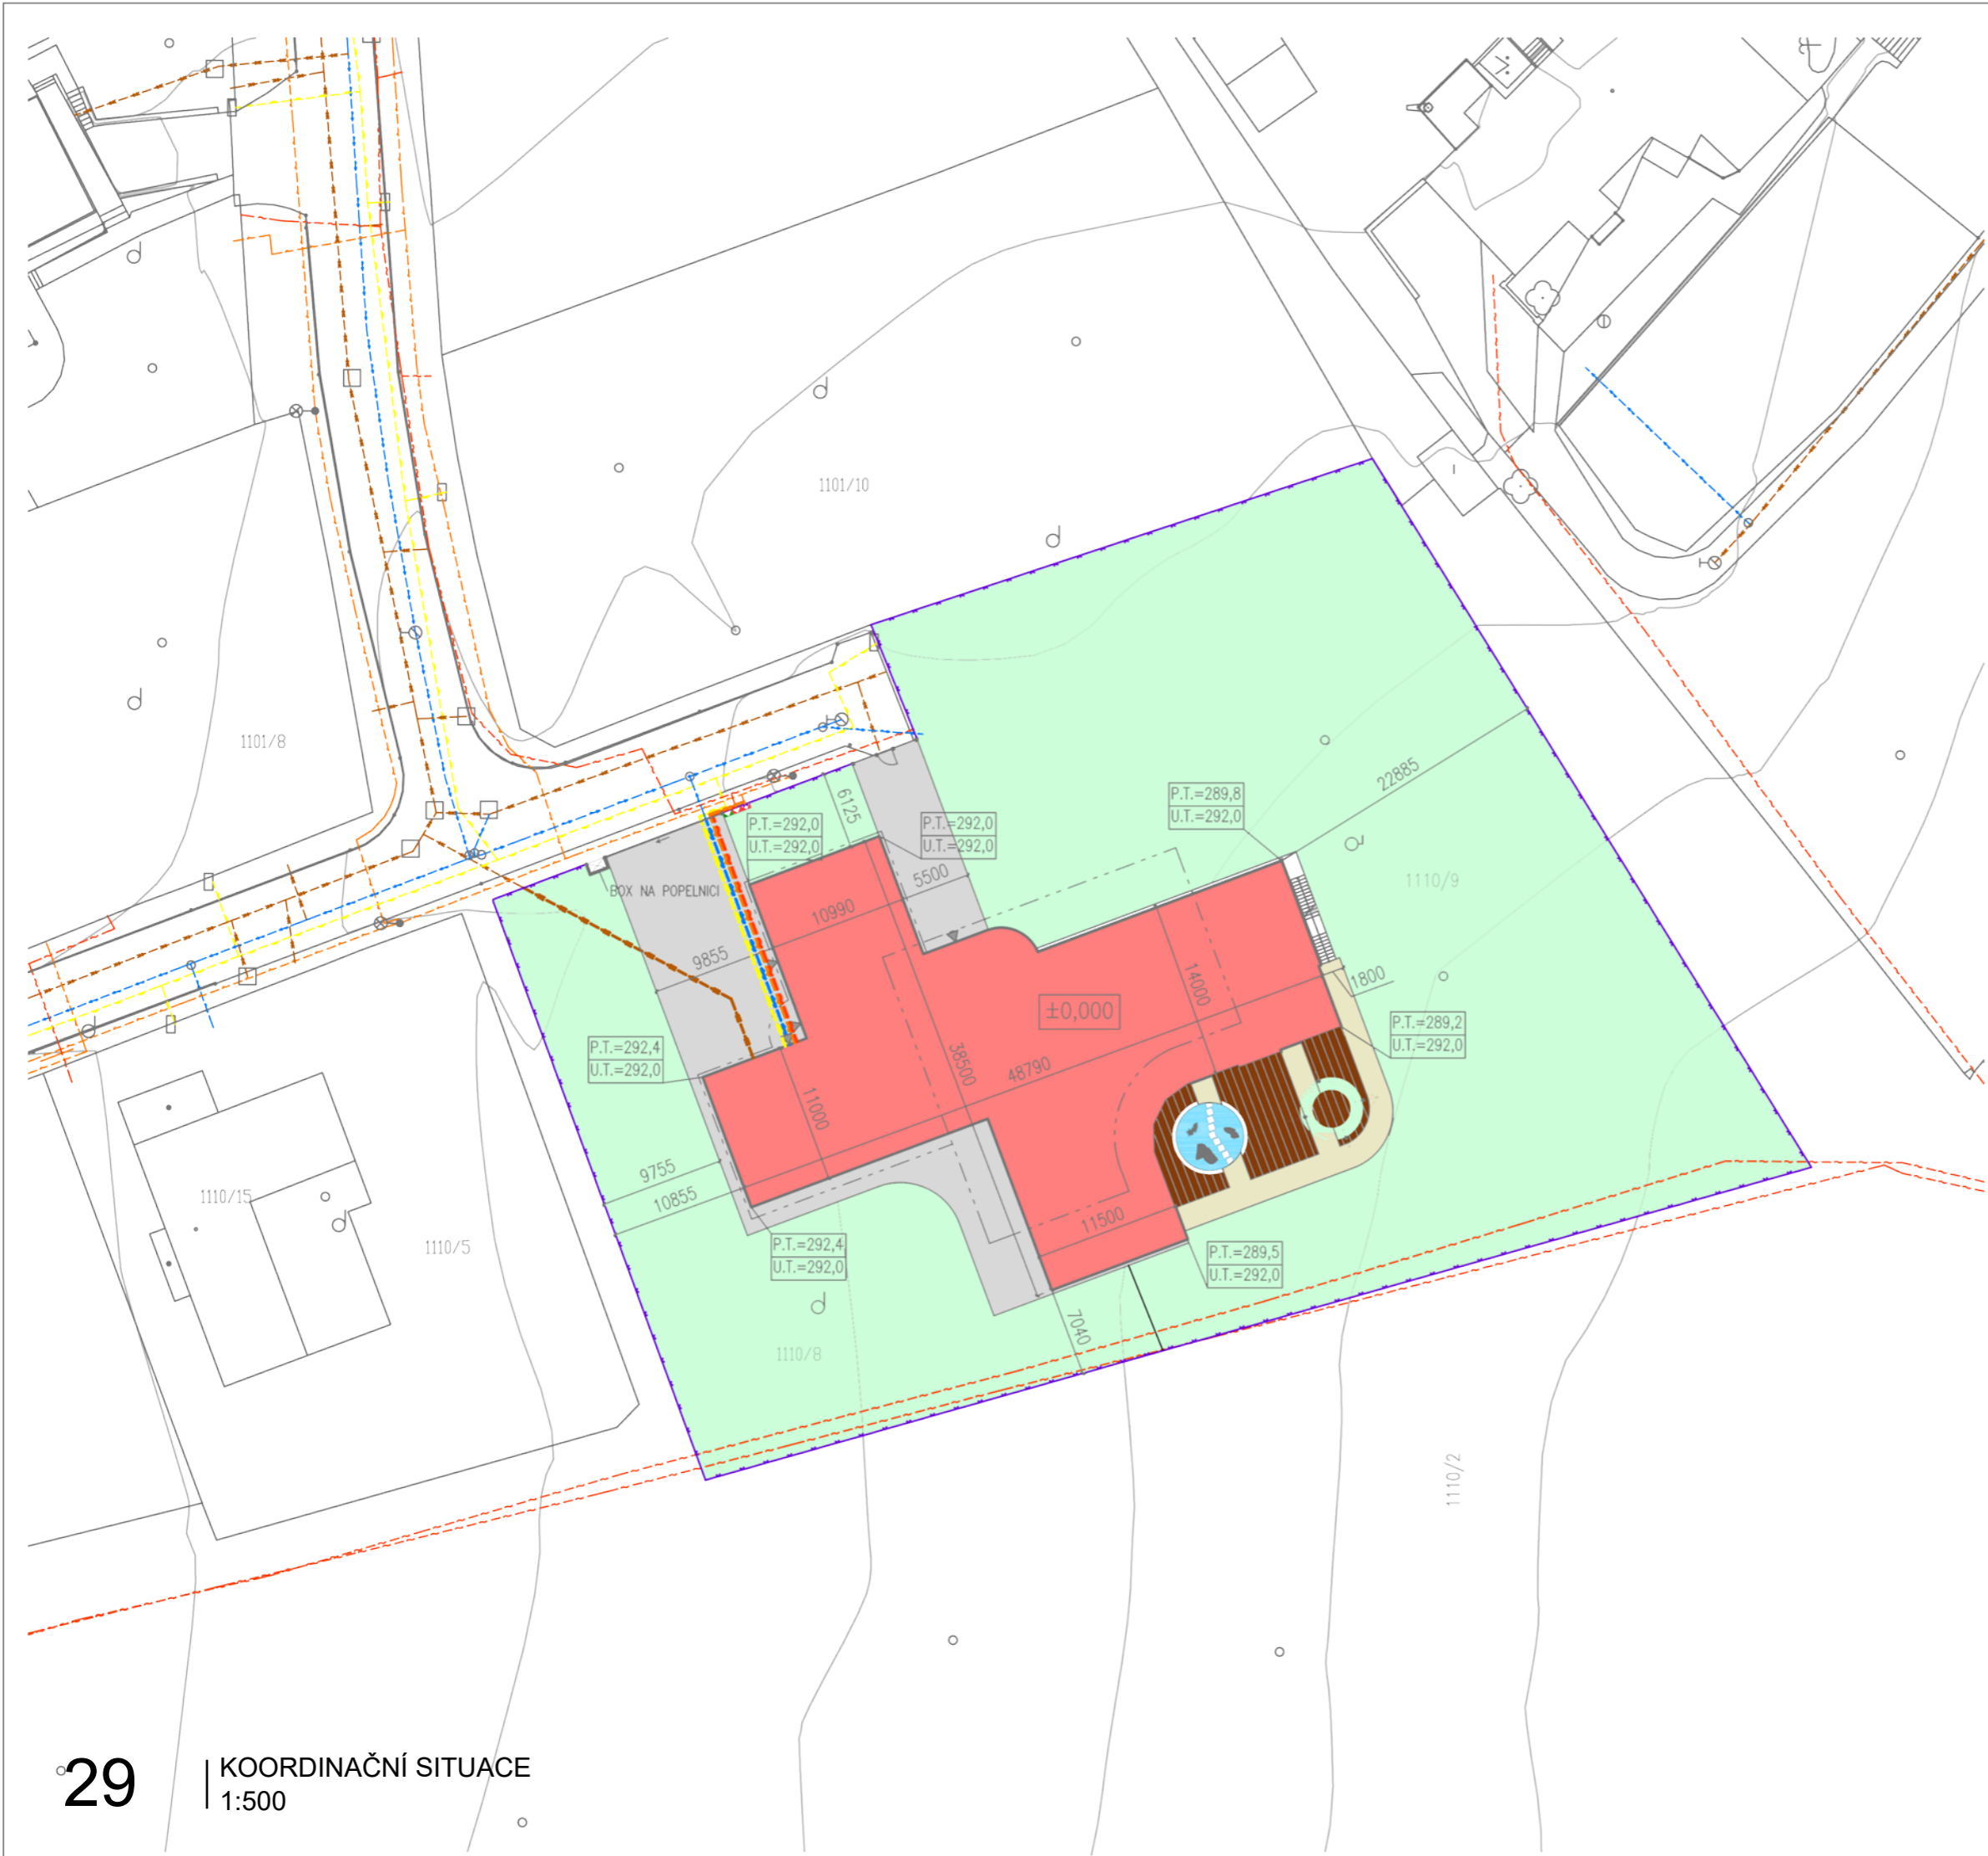 1101/10
1101/8
22885
P.T.=289,8
U.T.=292,0
6125
P.T.=292,0
U.T.=292,0
P.T.=292,0
U.T.=292,0
BOX NA POPELNICI
5500
1110/9
10990
9855
14000
1800
±0,000
P.T.=289,2
U.T.=292,0
P.T.=292,4
U.T.=292,0
38500
48790
11000
9755
10855
1110/15
11500
1110/5
P.T.=292,4
U.T.=292,0
P.T.=289,5
U.T.=292,0
7040
1110/8
1110/2
29
KOORDINAČNÍ SITUACE
1:500